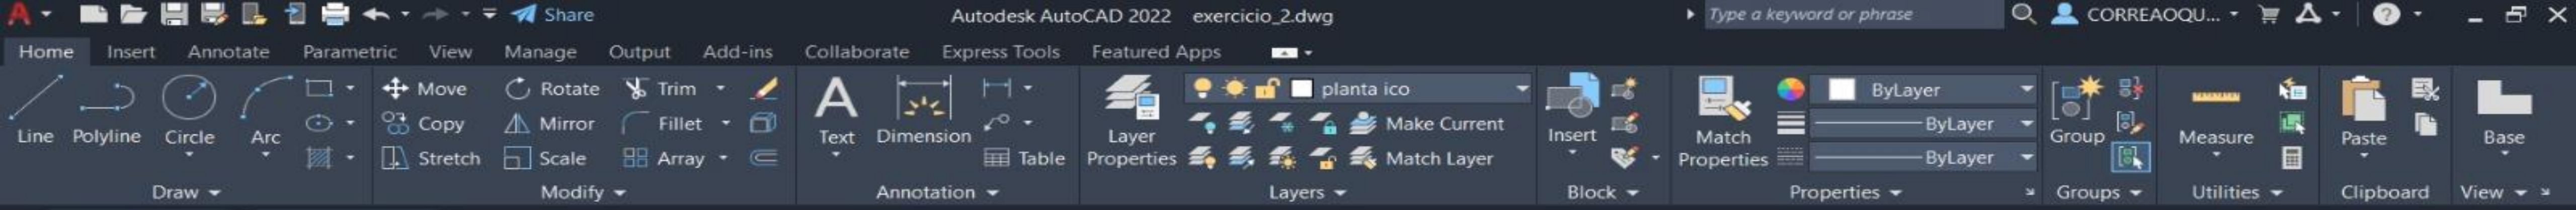 Share Autodesk AutoCAD 2022 exercicio_2.dwg Type a keyword or phrase CORREAOQU... ?
Home Insert Annotate Parametric View Manage Output Add-ins Collaborate Express Tools Featured Apps
Move Rotate Trim planta ico ByLayer
Copy Mirror Fillet Make Current ByLayer
Line Polyline Circle Arc Text Dimension Layer Properties Insert Match Properties Group Measure Paste Base
Stretch Scale Array Table Match Layer ByLayer
Draw Modify Annotation Layers Block Properties Groups Utilities Clipboard View